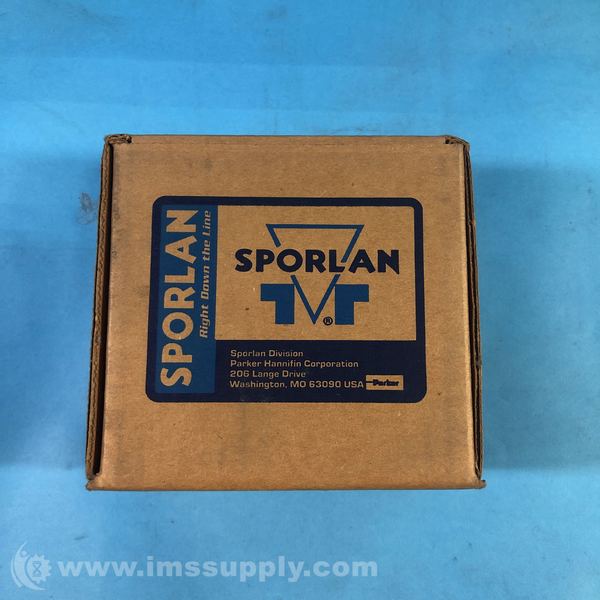 SPORLAN
Right Down the Line
SPORLAN
®
Sporlan Division
Parker Hannifin Corporation
206 Lange Drive
Washington, MO 63090 USA
Parker
www.imssupply.com